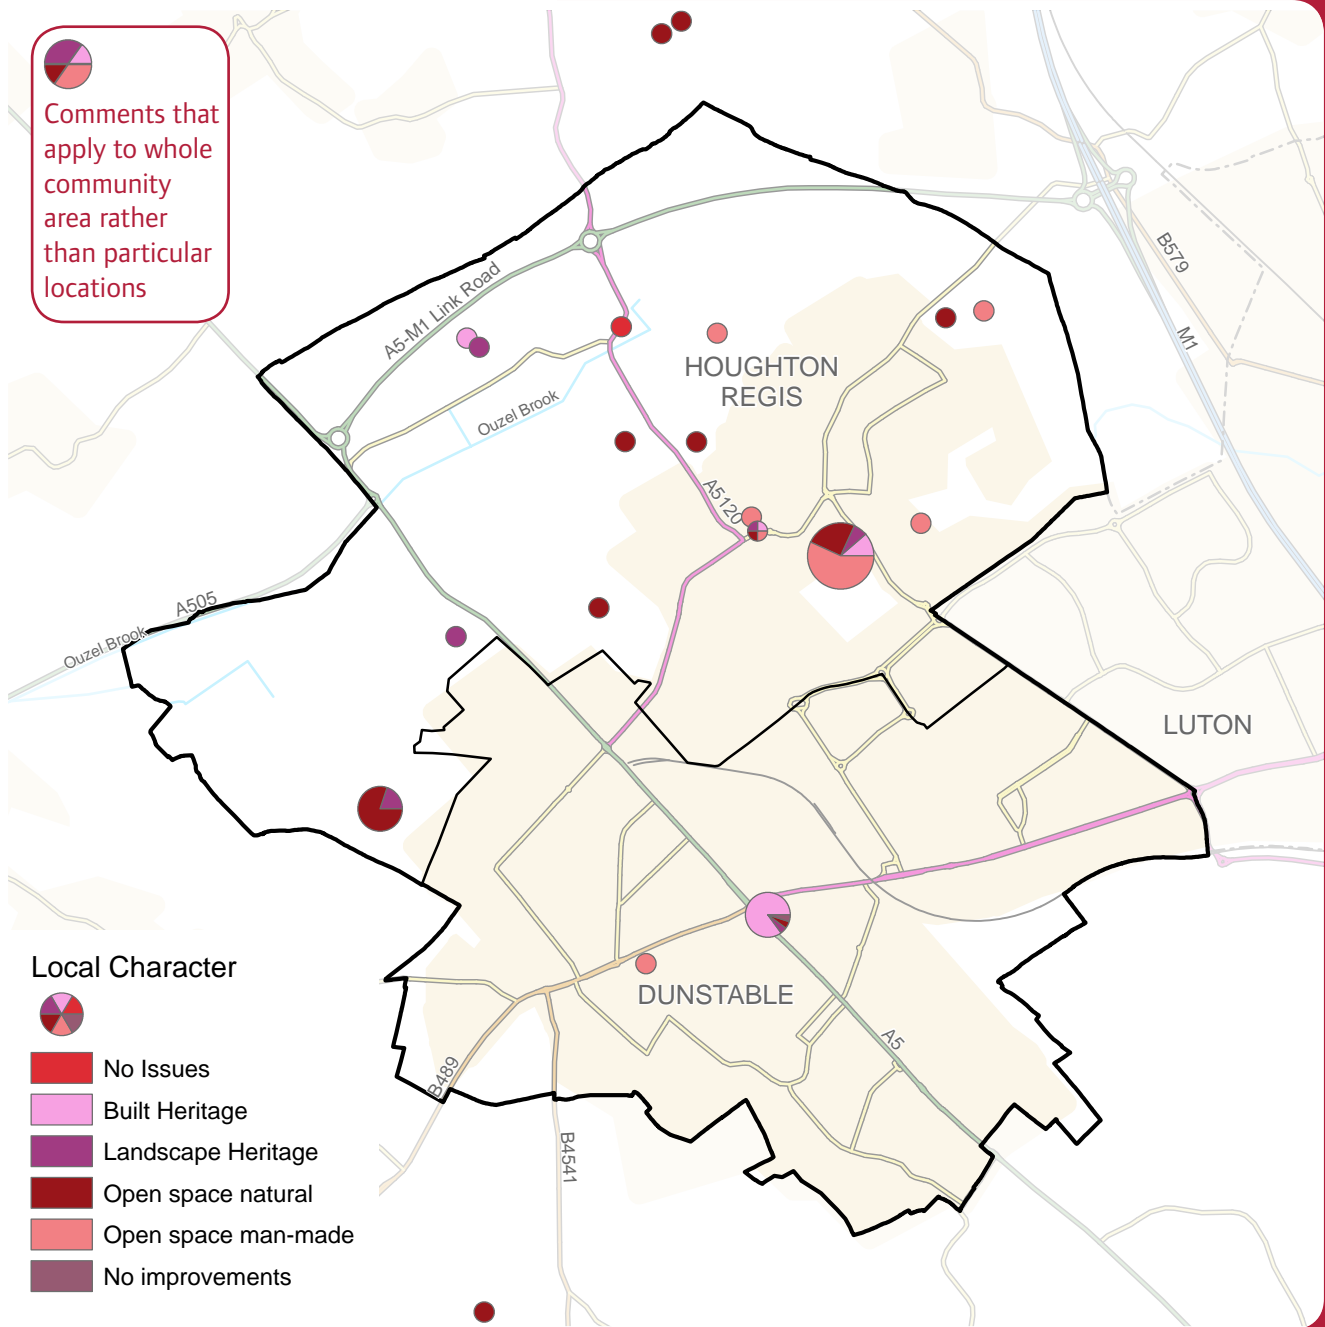 Comments that
apply to whole
community
area rather
than particular
locations
A5-M1 Link Road
B579
M1
HOUGHTON
REGIS
Ouzel Brook
A5120
A505
Ouzel Brook
LUTON
DUNSTABLE
A5
B489
B4541
Local Character
No Issues
Built Heritage
Landscape Heritage
Open space natural
Open space man-made
No improvements